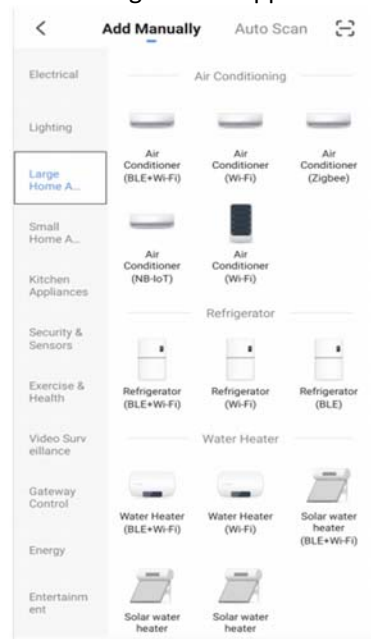 Add Manually
Auto Scan
Electrical
Lighting
Large
Home A...
Small
Home A...
Kitchen
Appliances
Security &
Sensors
Exercise &
Health
Video Surv
eillance
Gateway
Control
Energy
Entertainm
ent
Air Conditioning
Air
Conditioner
(BLE+Wi-Fi)
Air
Conditioner
(Wi-Fi)
Air
Conditioner
(Zigbee)
Air
Conditioner
(NB-IoT)
Air
Conditioner
(Wi-Fi)
Refrigerator
Refrigerator
(BLE+Wi-Fi)
Refrigerator
(Wi-Fi)
Refrigerator
(BLE)
Water Heater
Water Heater
(BLE+Wi-Fi)
Water Heater
(Wi-Fi)
Solar water
heater
(BLE+Wi-Fi)
Solar water
heater
Solar water
heater